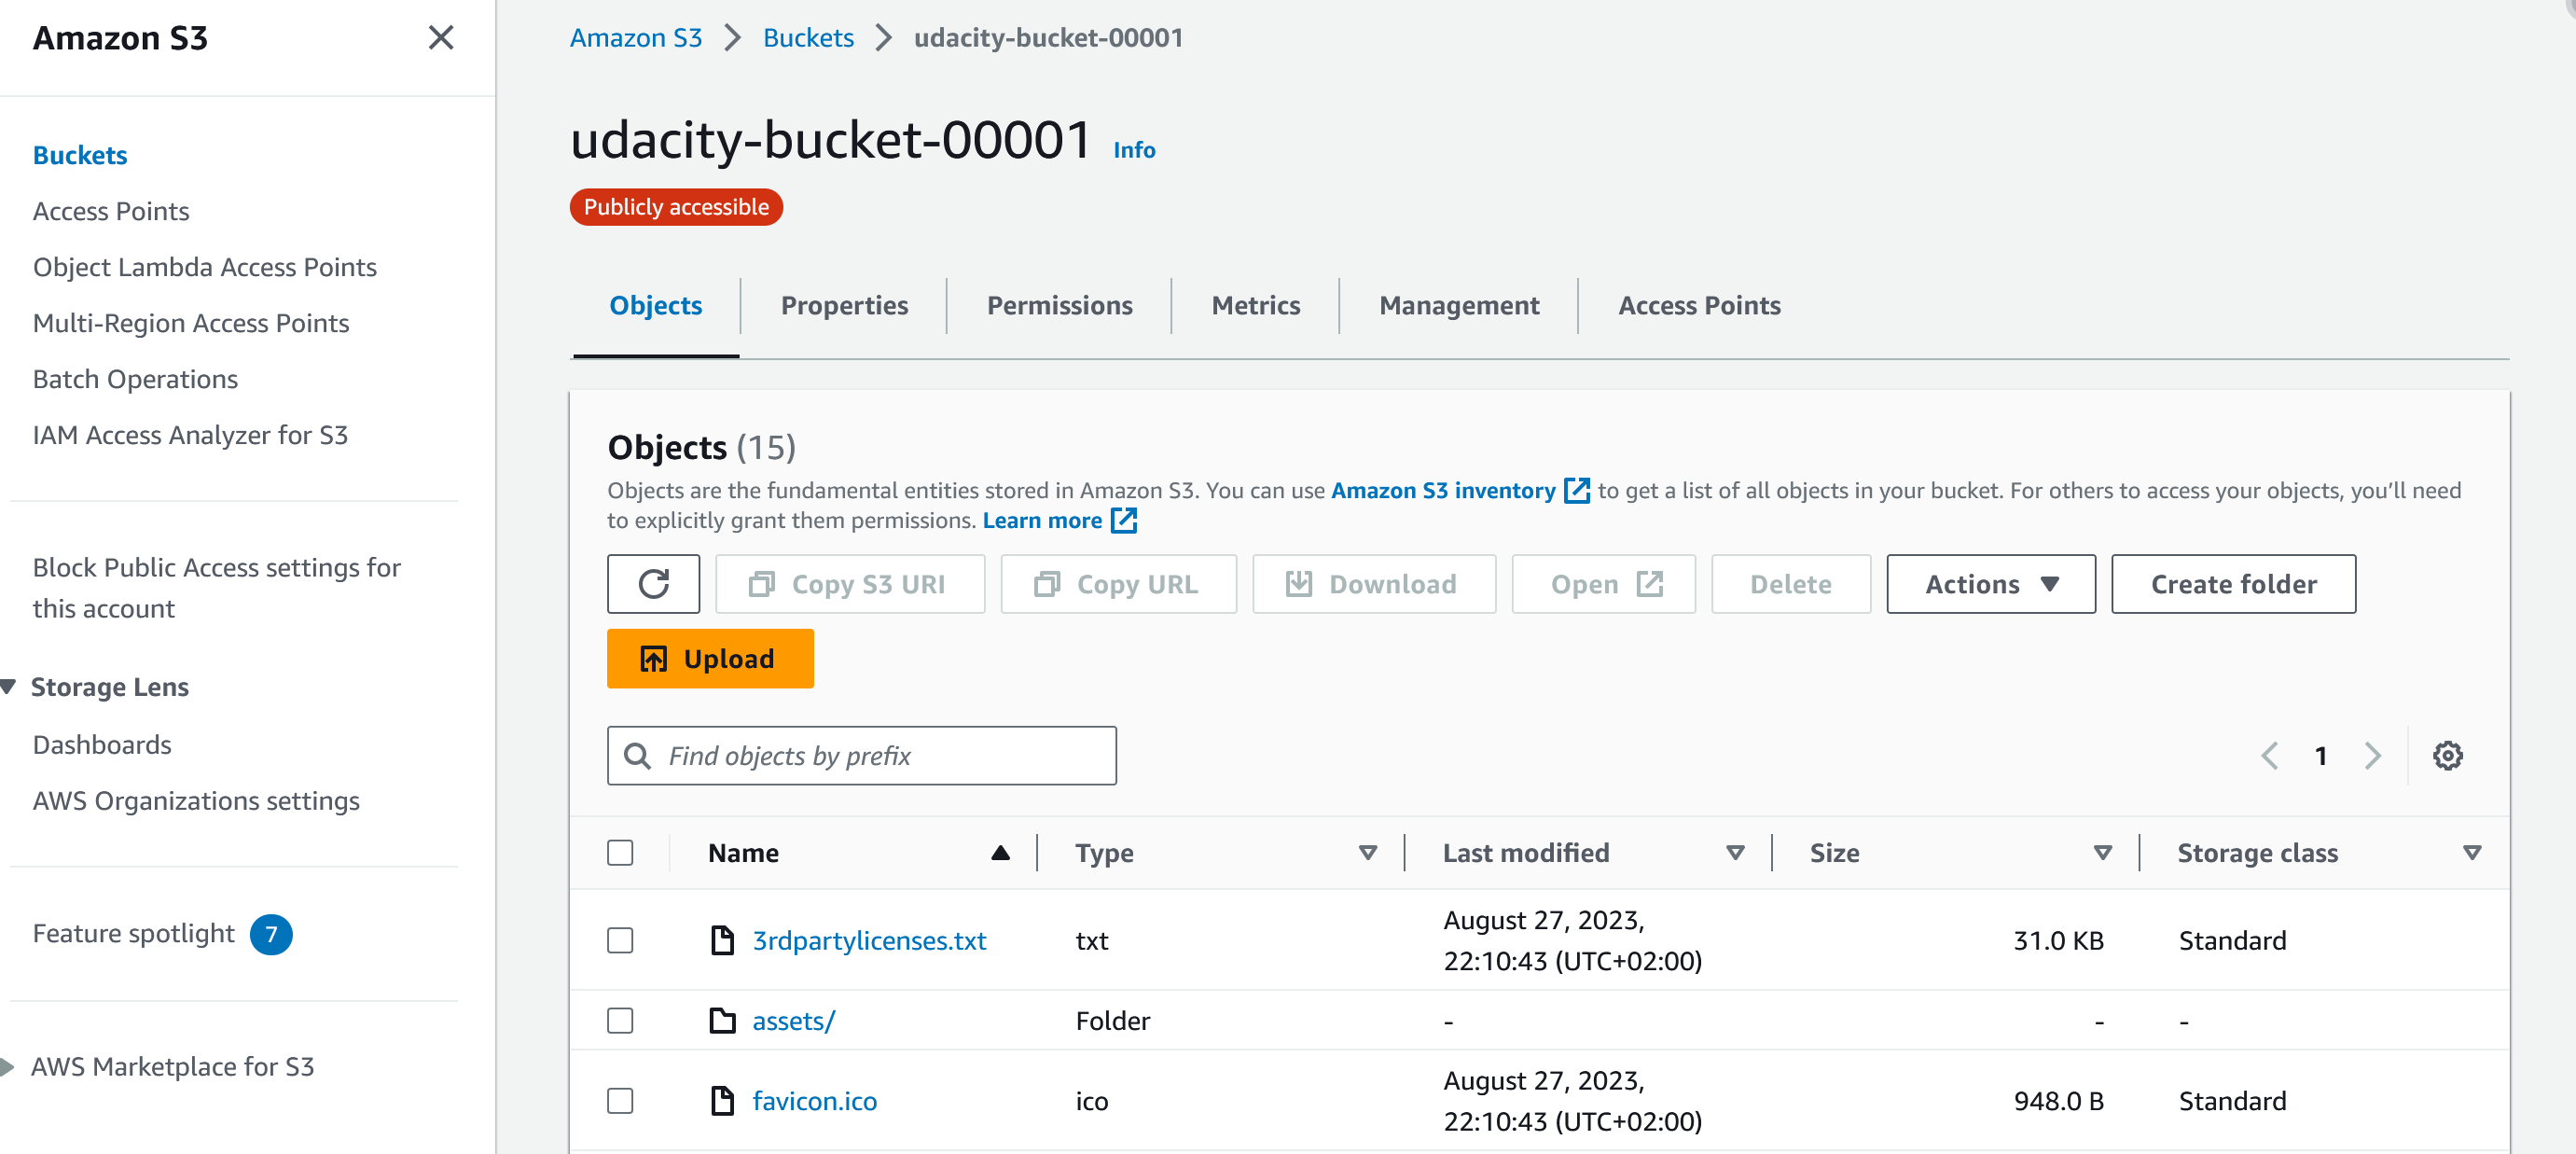 Amazon S3
Buckets
Access Points
Object Lambda Access Points
Multi-Region Access Points
Batch Operations
IAM Access Analyzer for S3
Block Public Access settings for
this account
Storage Lens
Dashboards
AWS Organizations settings
Feature spotlight 7
AWS Marketplace for S3
Amazon S3 Buckets udacity-bucket-00001
udacity-bucket-00001 Info
Publicly accessible
Objects Properties Permissions Metrics Management Access Points
Objects (15)
Objects are the fundamental entities stored in Amazon S3. You can use Amazon S3 inventory to get a list of all objects in your bucket. For others to access your objects, you’ll need
to explicitly grant them permissions. Learn more
Copy S3 URI Copy URL Download Open Delete Actions Create folder
Upload
Find objects by prefix 1
Name Type Last modified Size Storage class
3rdpartylicenses.txt txt August 27, 2023, 31.0 KB Standard
22:10:43 (UTC+02:00)
assets/ Folder - - -
favicon.ico ico August 27, 2023, 948.0 B Standard
22:10:43 (UTC+02:00)